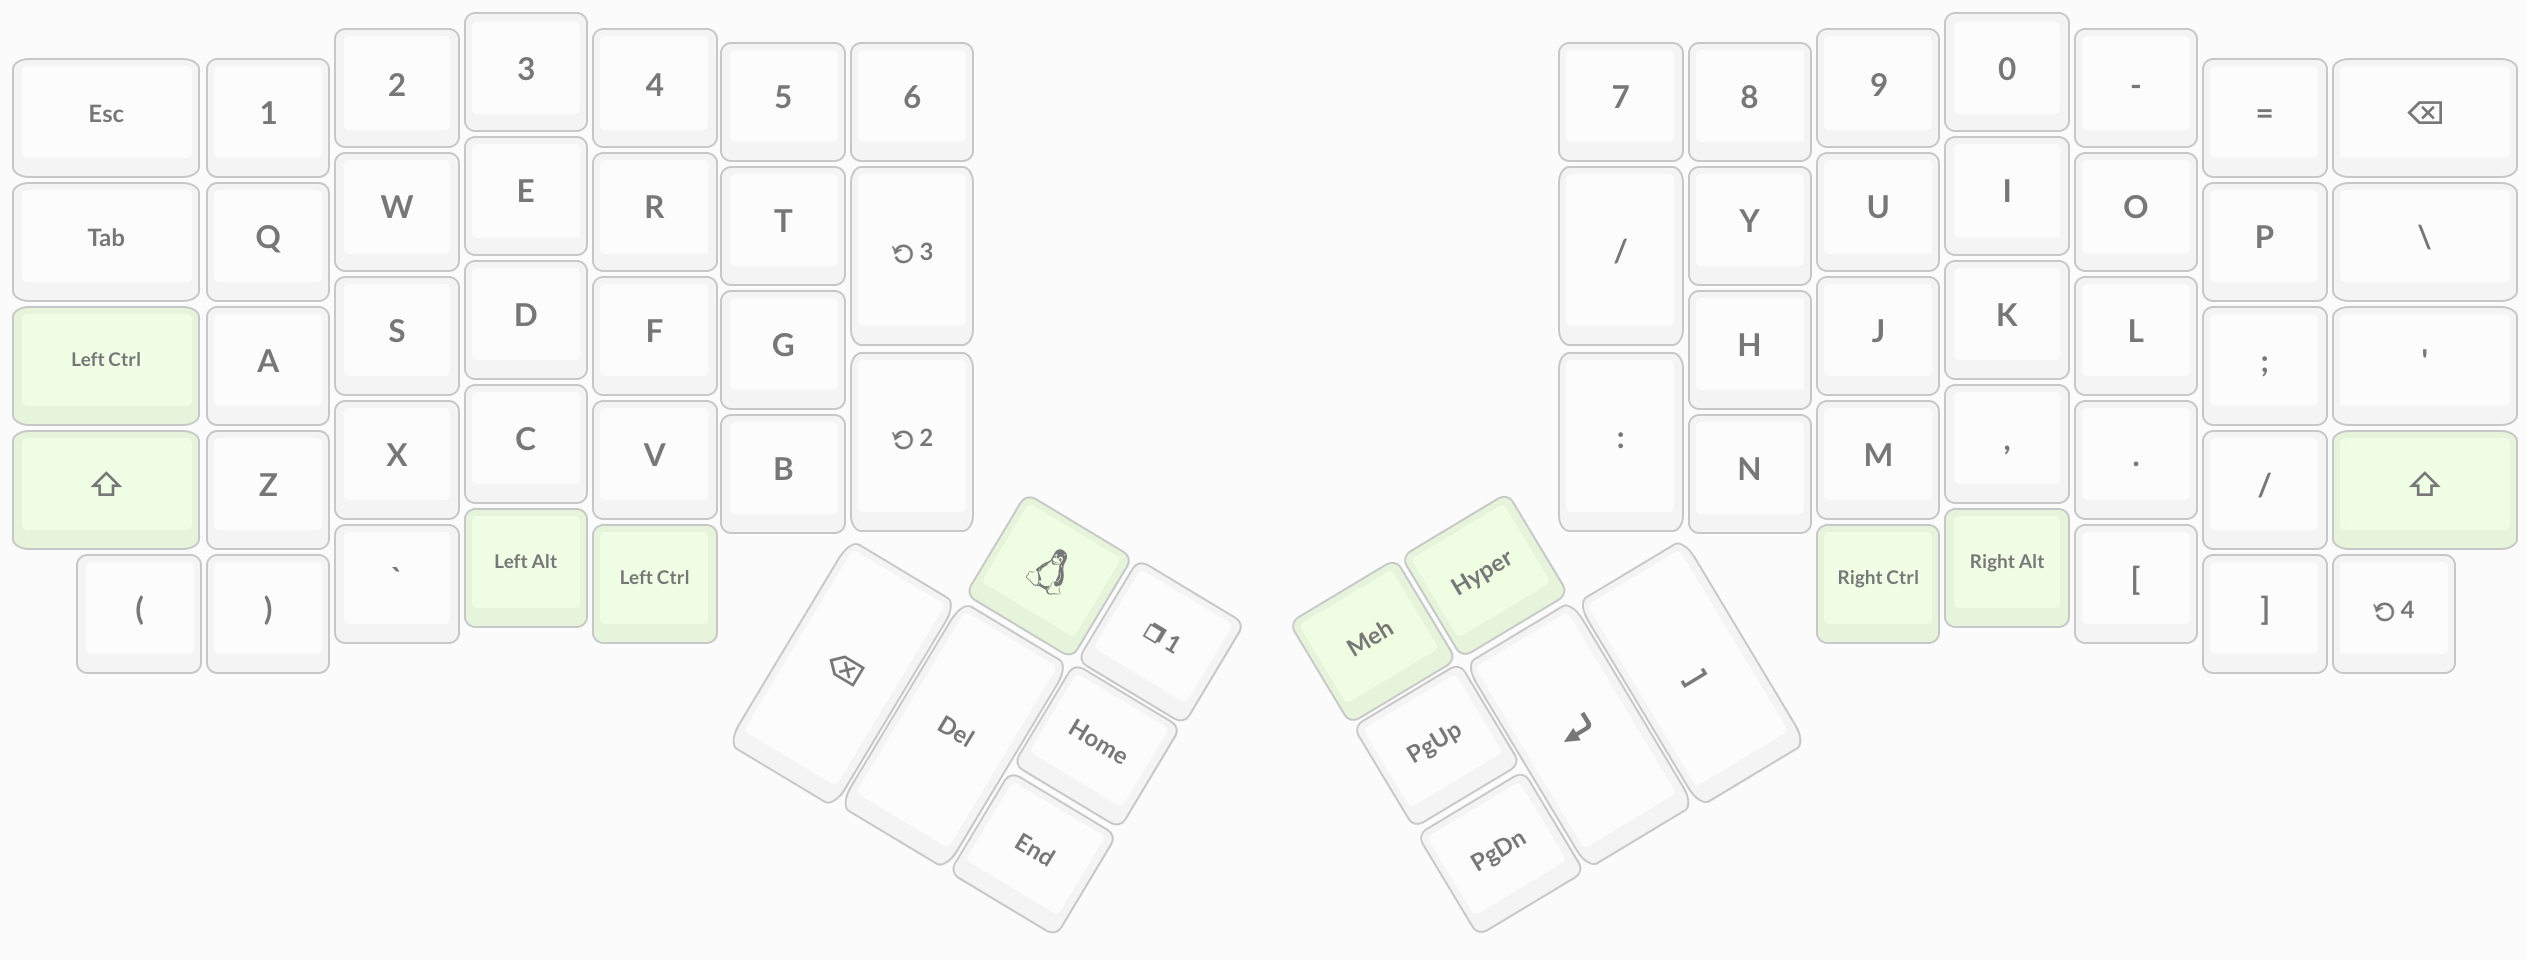 Esc 1 2 3 4 5 6
Tab Q W E R T 3
Left Ctrl A S D F G
Z X C V B 2
( ) ` Left Alt Left Ctrl
1
Del Home
End
7 8 9 0 - =
/ Y U I O P \
H J K L ; '
: N M , . /
Right Ctrl Right Alt [ ] 4
Meh Hyper
PgUp
PgDn